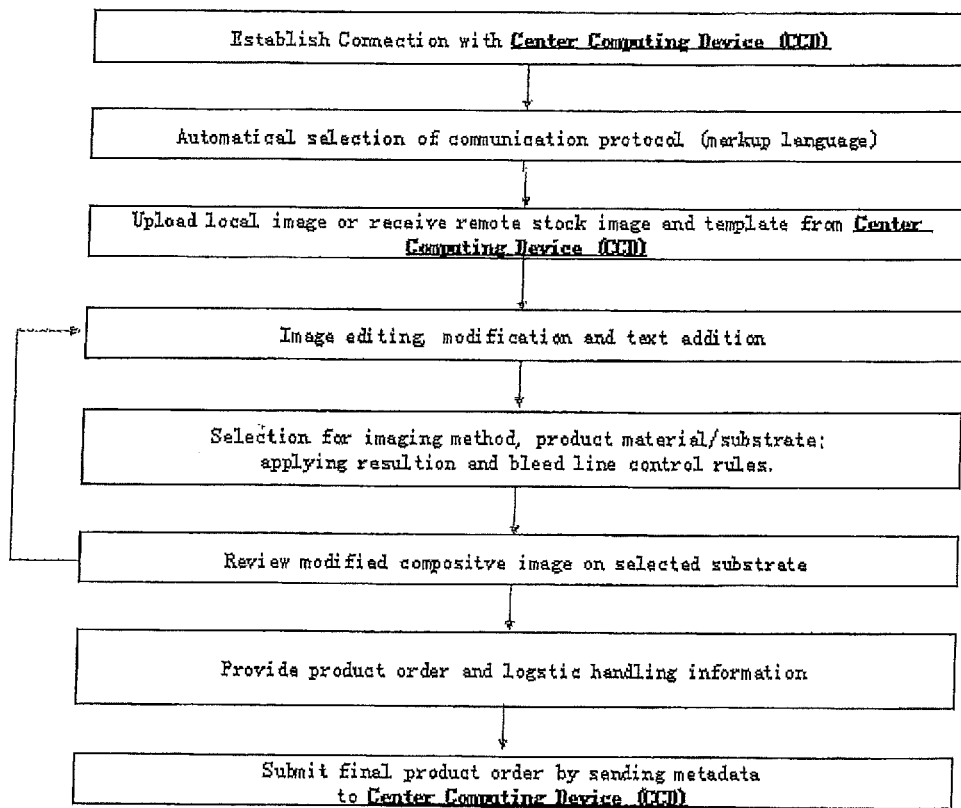 Establish Connection with Center Computing Device (CCD)
Automatical selection of communication protocol (markup language)
Upload local image or receive remote stock image and template from Center
Computing Device (CCD)
Image editing, modification and text addition
Selection for imaging method, product material/substrate;
applying resultion and bleed line control rules.
Review modified compositve image on selected substrate
Provide product order and logstic handling information
Submit final product order by sending metadata
to Center Computing Device (CCD)